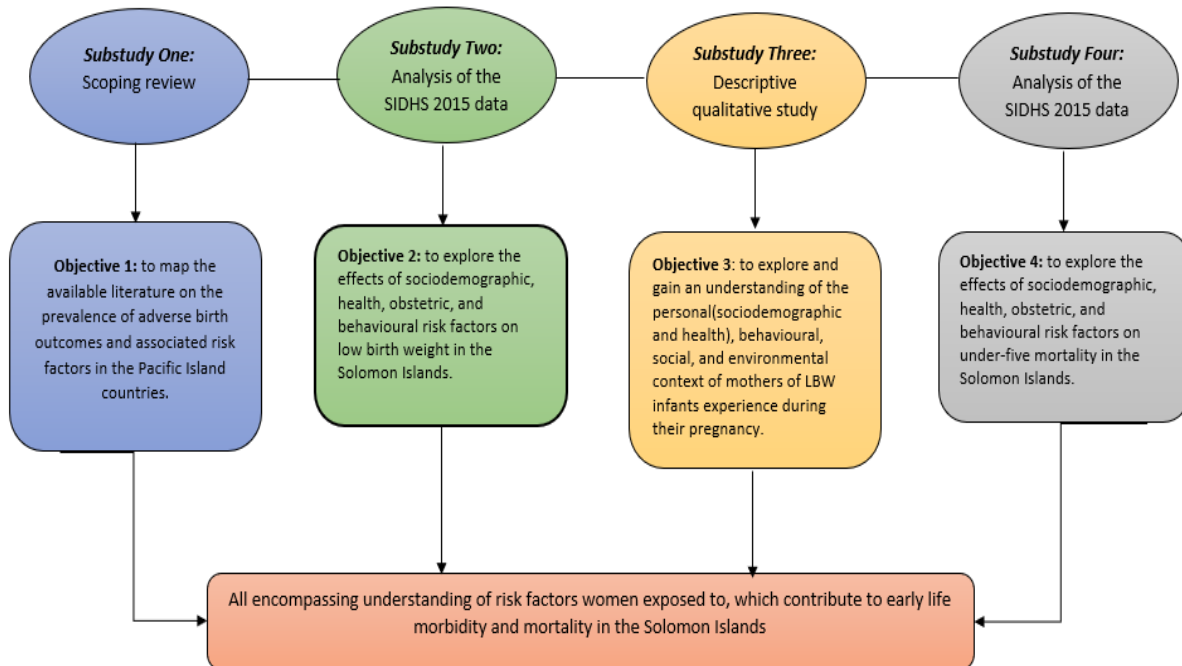 Substudy One:
Scoping review
Substudy Two:
Analysis of the
SIDHS 2015 data
Substudy Three:
Descriptive
qualitative study
Substudy Four:
Analysis of the
SIDHS 2015 data
Objective 1: to map the
available literature on the
prevalence of adverse birth
outcomes and associated risk
factors in the Pacific Island
countries.
Objective 2: to explore the
effects of sociodemographic,
health, obstetric, and
behavioural risk factors on
low birth weight in the
Solomon Islands.
Objective 3: to explore and
gain an understanding of the
personal(sociodemographic
and health), behavioural,
social, and environmental
context of mothers of LBW
infants experience during
their pregnancy.
Objective 4: to explore the
effects of sociodemographic,
health, obstetric, and
behavioural risk factors on
under-five mortality in the
Solomon Islands.
All encompassing understanding of risk factors women exposed to, which contribute to early life
morbidity and mortality in the Solomon Islands